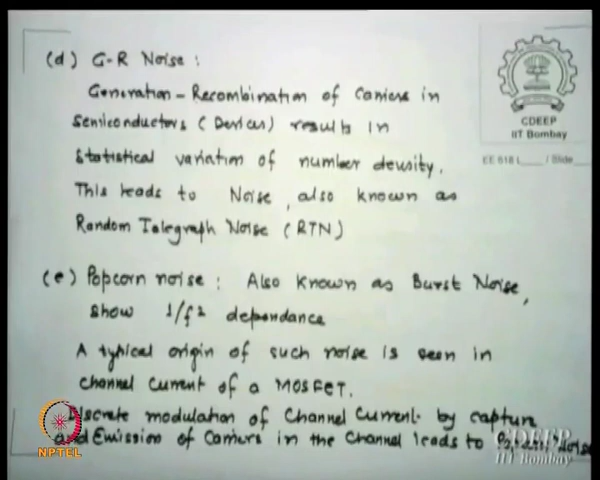 (d) G-R Noise :
Generation - Recombination of Carriers in
Semiconductors (Devices) results in
Statistical variation of number density.
This leads to Noise, also known as
Random Telegraph Noise (RTN)
(e) Popcorn noise : Also known as Burst Noise,
show 1/f² dependance
A typical origin of such noise is seen in
Channel Current of a MOSFET.
Discrete modulation of Channel Current by capture
and Emission of Carriers in the Channel leads to Noise
CDEEP
IIT Bombay
EE 618 L____ / Slide
NPTEL
CDEEP
IIT Bombay